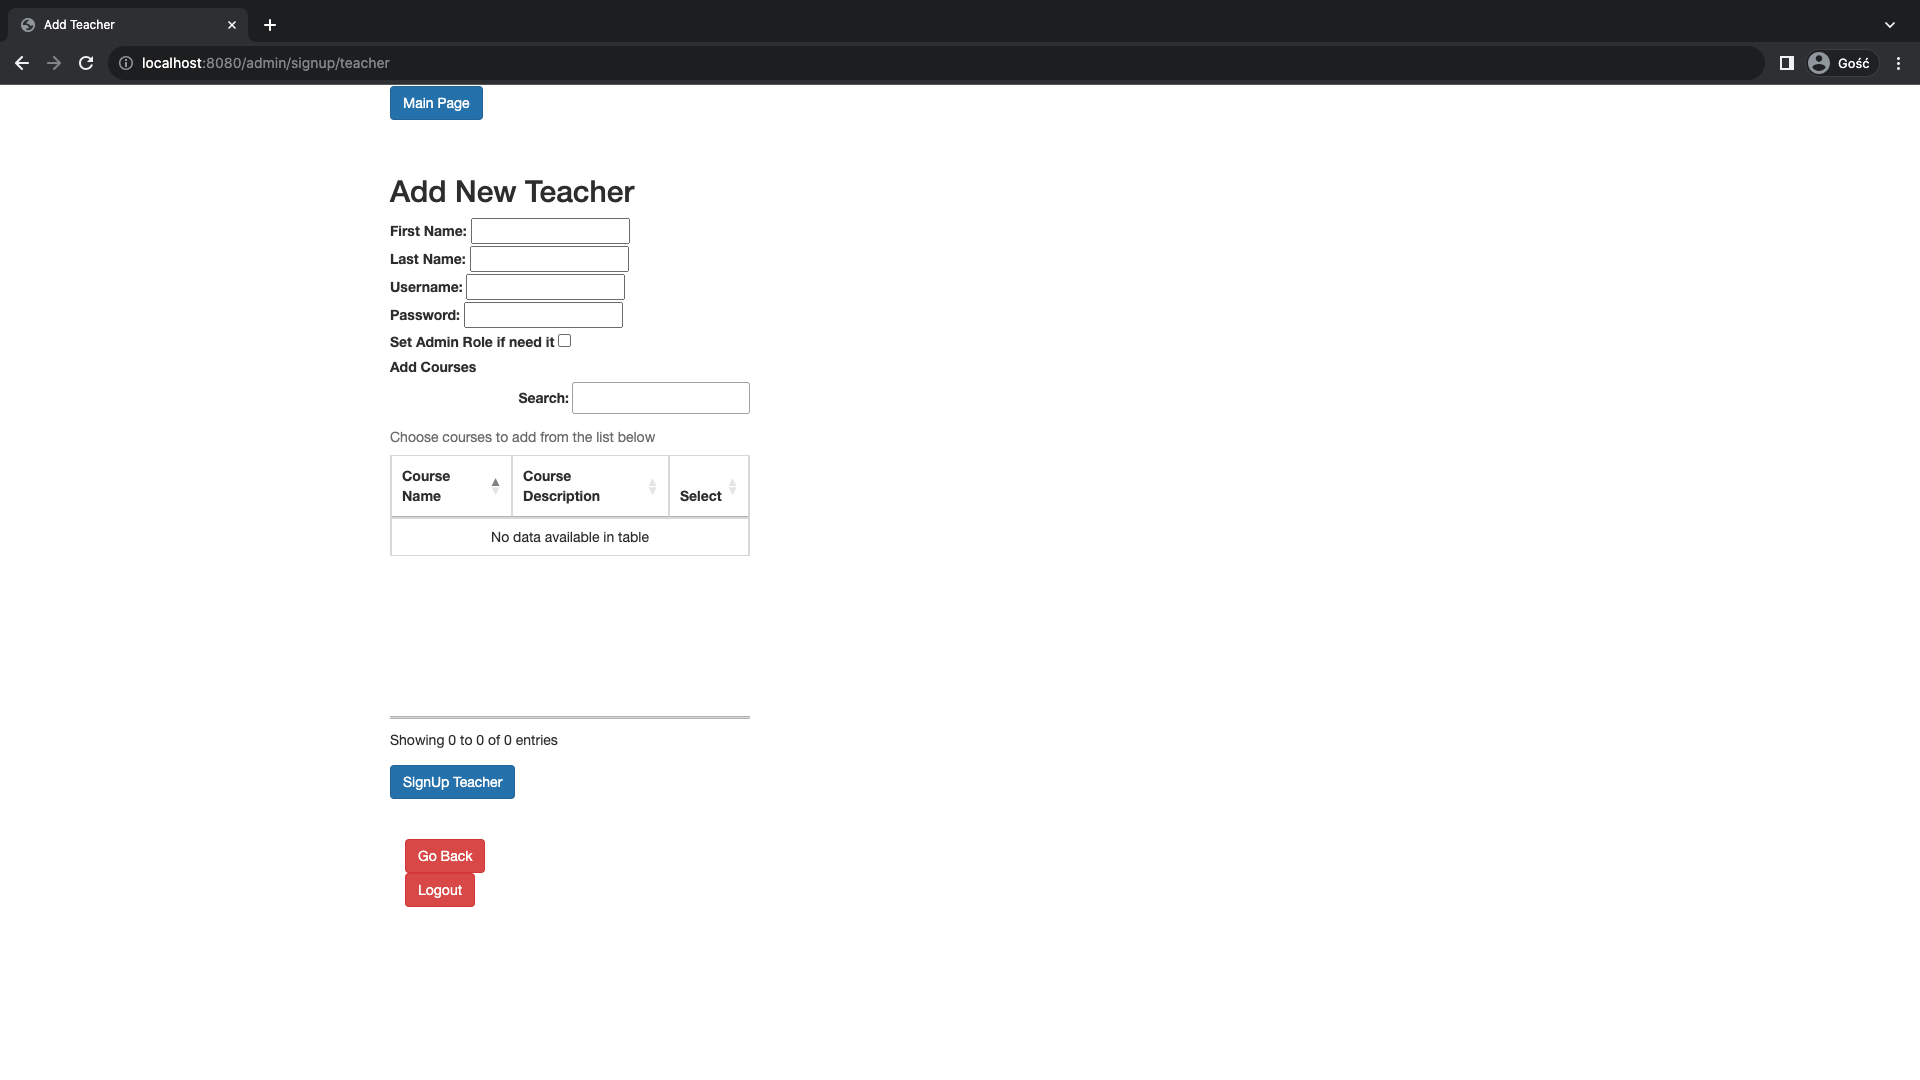 Add Teacher
localhost:8080/admin/signup/teacher
Gość
Main Page
Add New Teacher
First Name:
Last Name:
Username:
Password:
Set Admin Role if need it
Add Courses
Search:
Choose courses to add from the list below
Course Name
Course Description
Select
No data available in table
Showing 0 to 0 of 0 entries
SignUp Teacher
Go Back
Logout